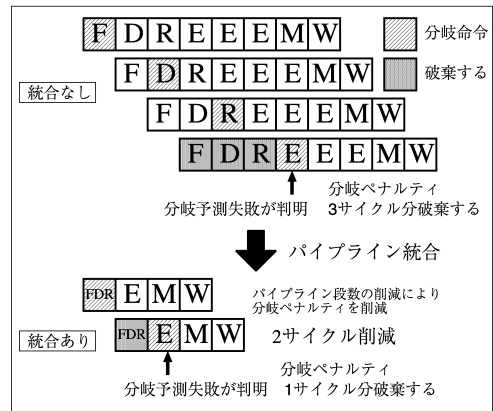 F D R E E E M W
分岐命令
F D R E E E M W
破棄する
統合なし
F D R E E E M W
F D R E E E M W
分岐予測失敗が判明
分岐ペナルティ
3サイクル分破棄する
パイプライン統合
FDR E M W
パイプライン段数の削減により
分岐ペナルティを削減
統合あり
FDR E M W
2サイクル削減
分岐予測失敗が判明
分岐ペナルティ
1サイクル分破棄する